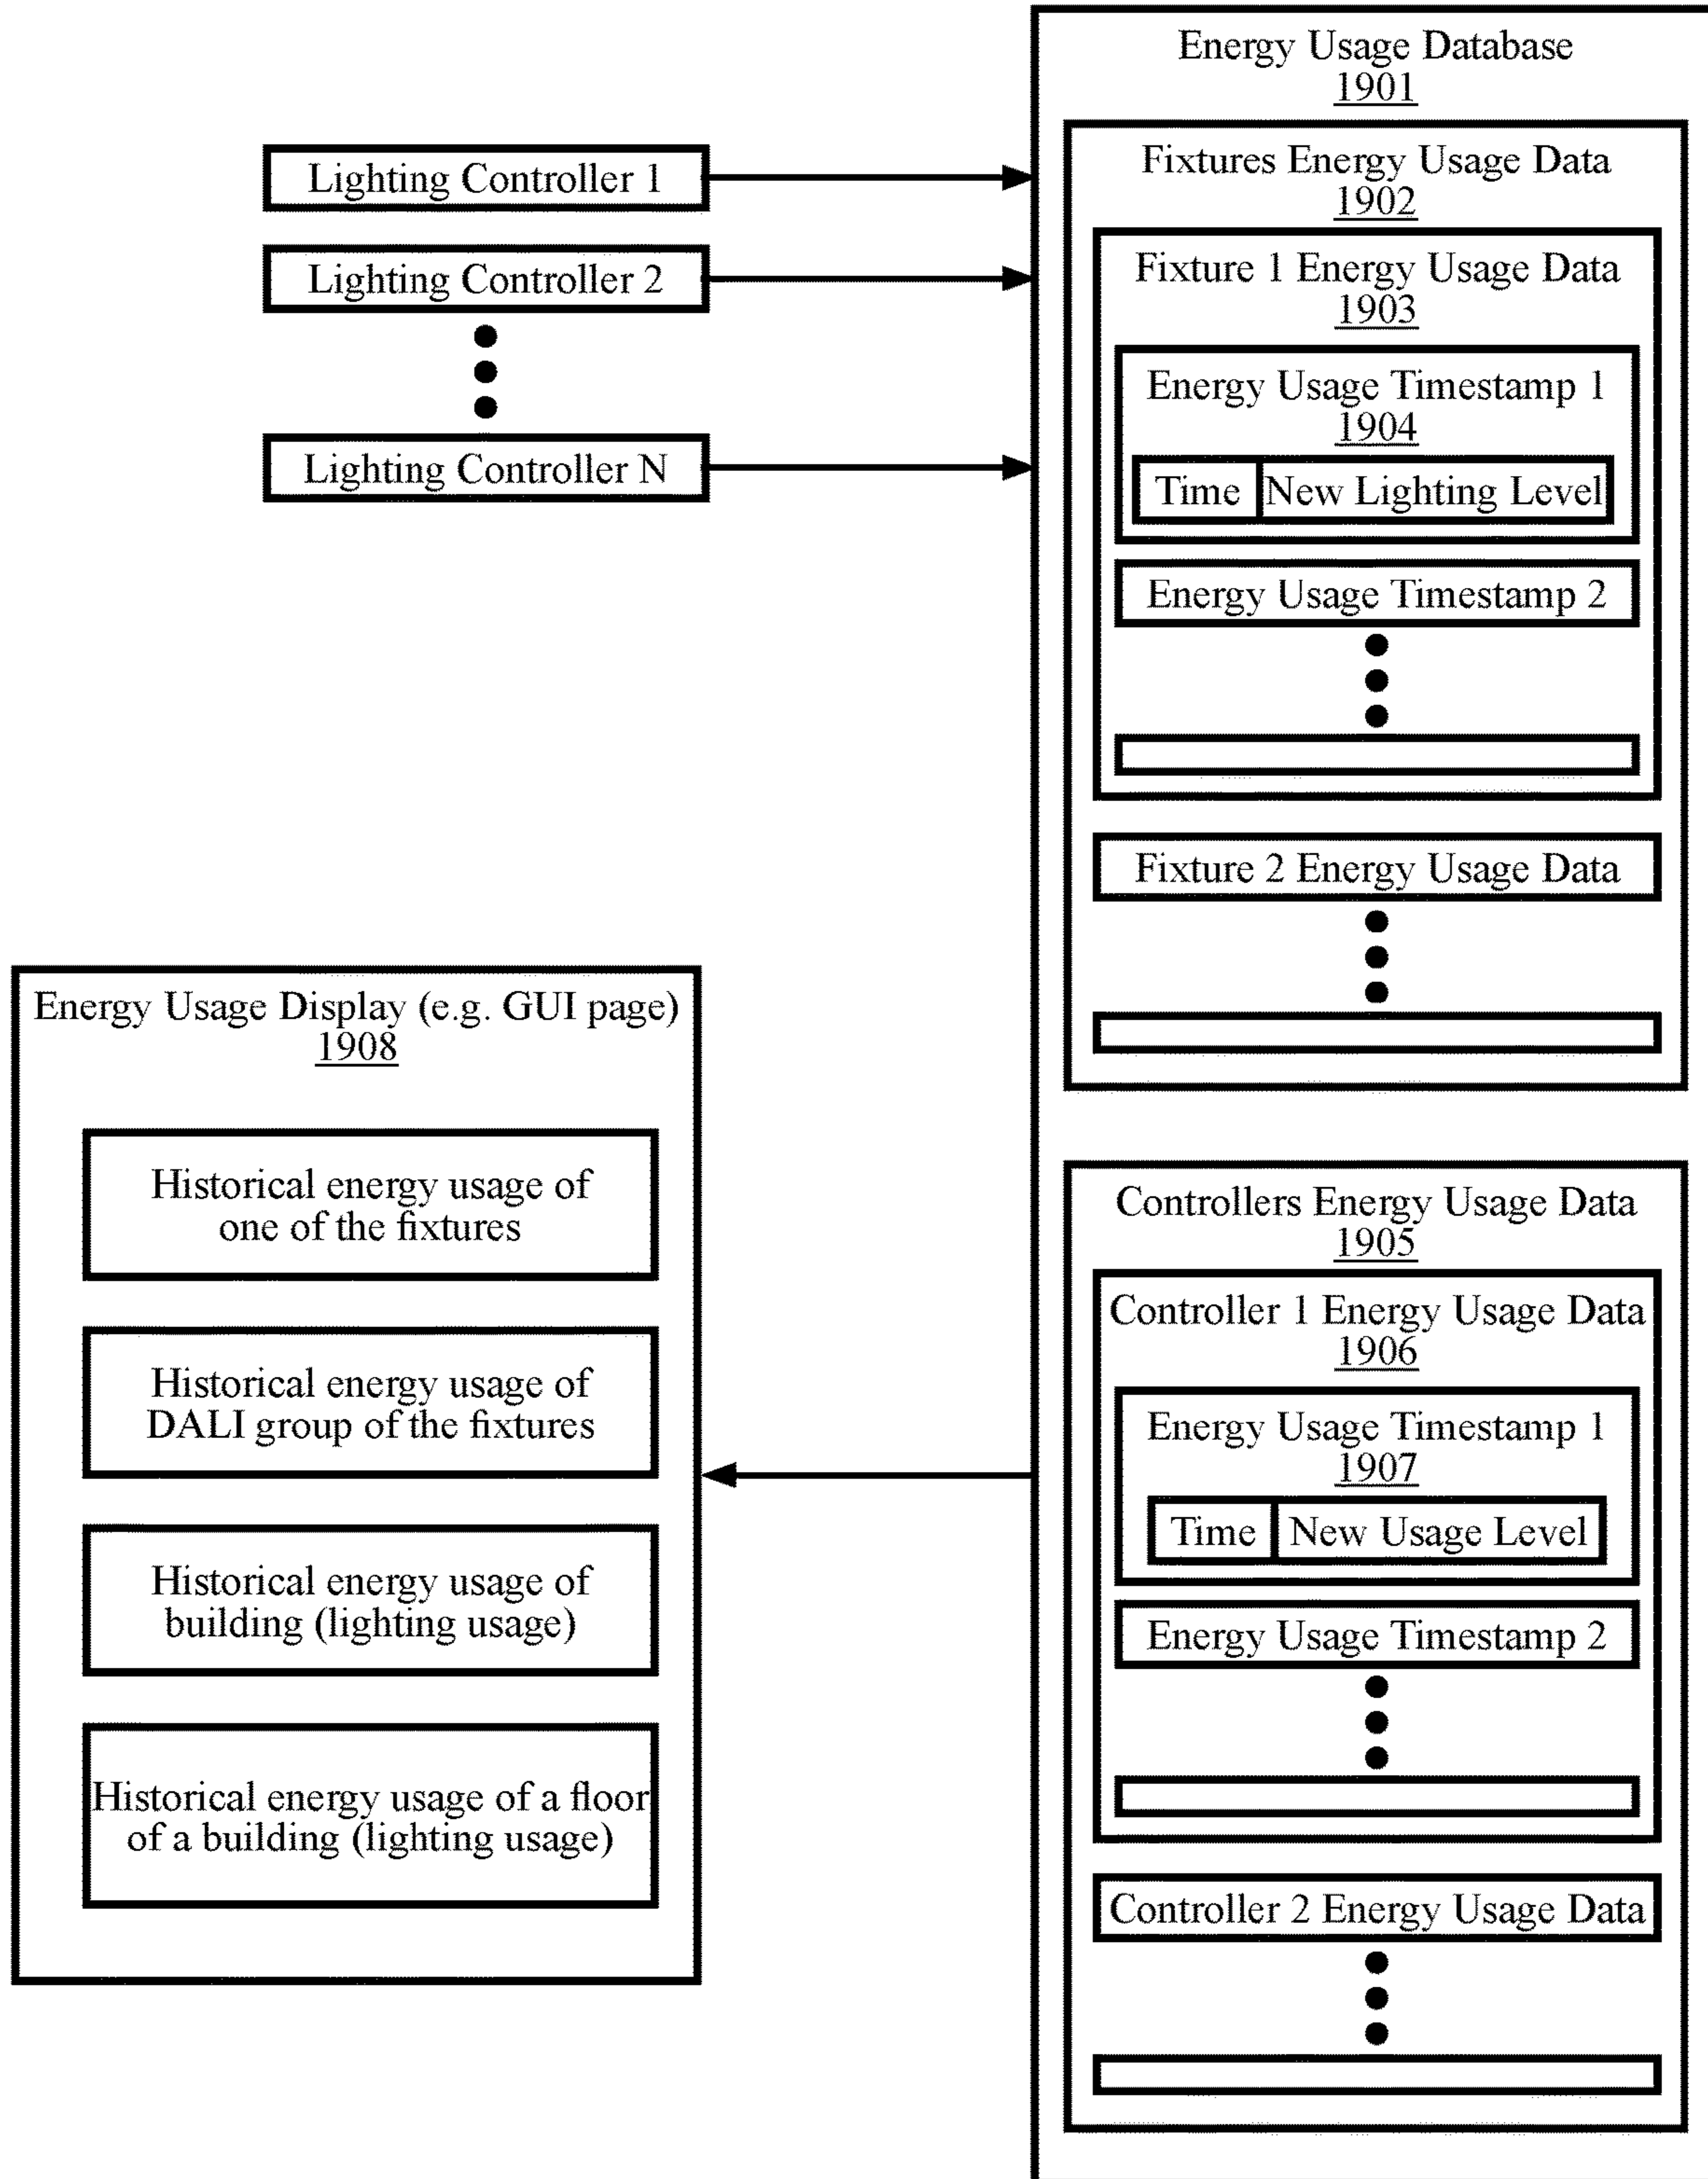 Energy Usage Database
1901
Lighting Controller 1
Lighting Controller 2
Lighting Controller N
Fixtures Energy Usage Data
1902
Fixture 1 Energy Usage Data
1903
Energy Usage Timestamp 1
1904
Time New Lighting Level
Energy Usage Timestamp 2
Fixture 2 Energy Usage Data
Energy Usage Display (e.g. GUI page)
1908
Historical energy usage of
one of the fixtures
Historical energy usage of
DALI group of the fixtures
Historical energy usage of
building (lighting usage)
Historical energy usage of a floor
of a building (lighting usage)
Controllers Energy Usage Data
1905
Controller 1 Energy Usage Data
1906
Energy Usage Timestamp 1
1907
Time New Usage Level
Energy Usage Timestamp 2
Controller 2 Energy Usage Data